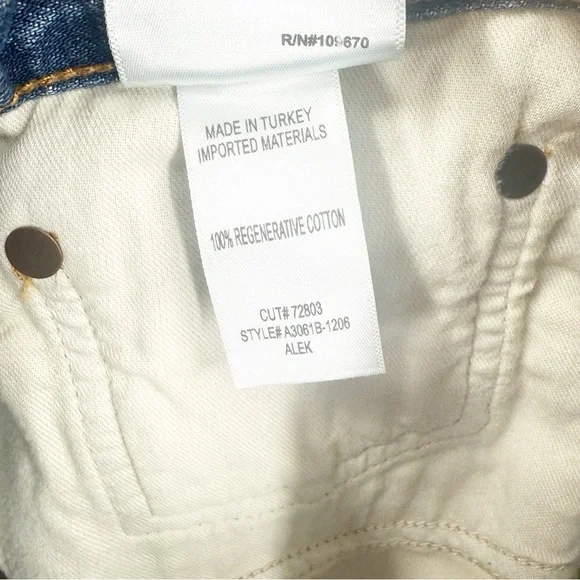 R/N#109670
MADE IN TURKEY
IMPORTED MATERIALS
100% REGENERATIVE COTTON
CUT# 72803
STYLE# A3061B-1206
ALEK